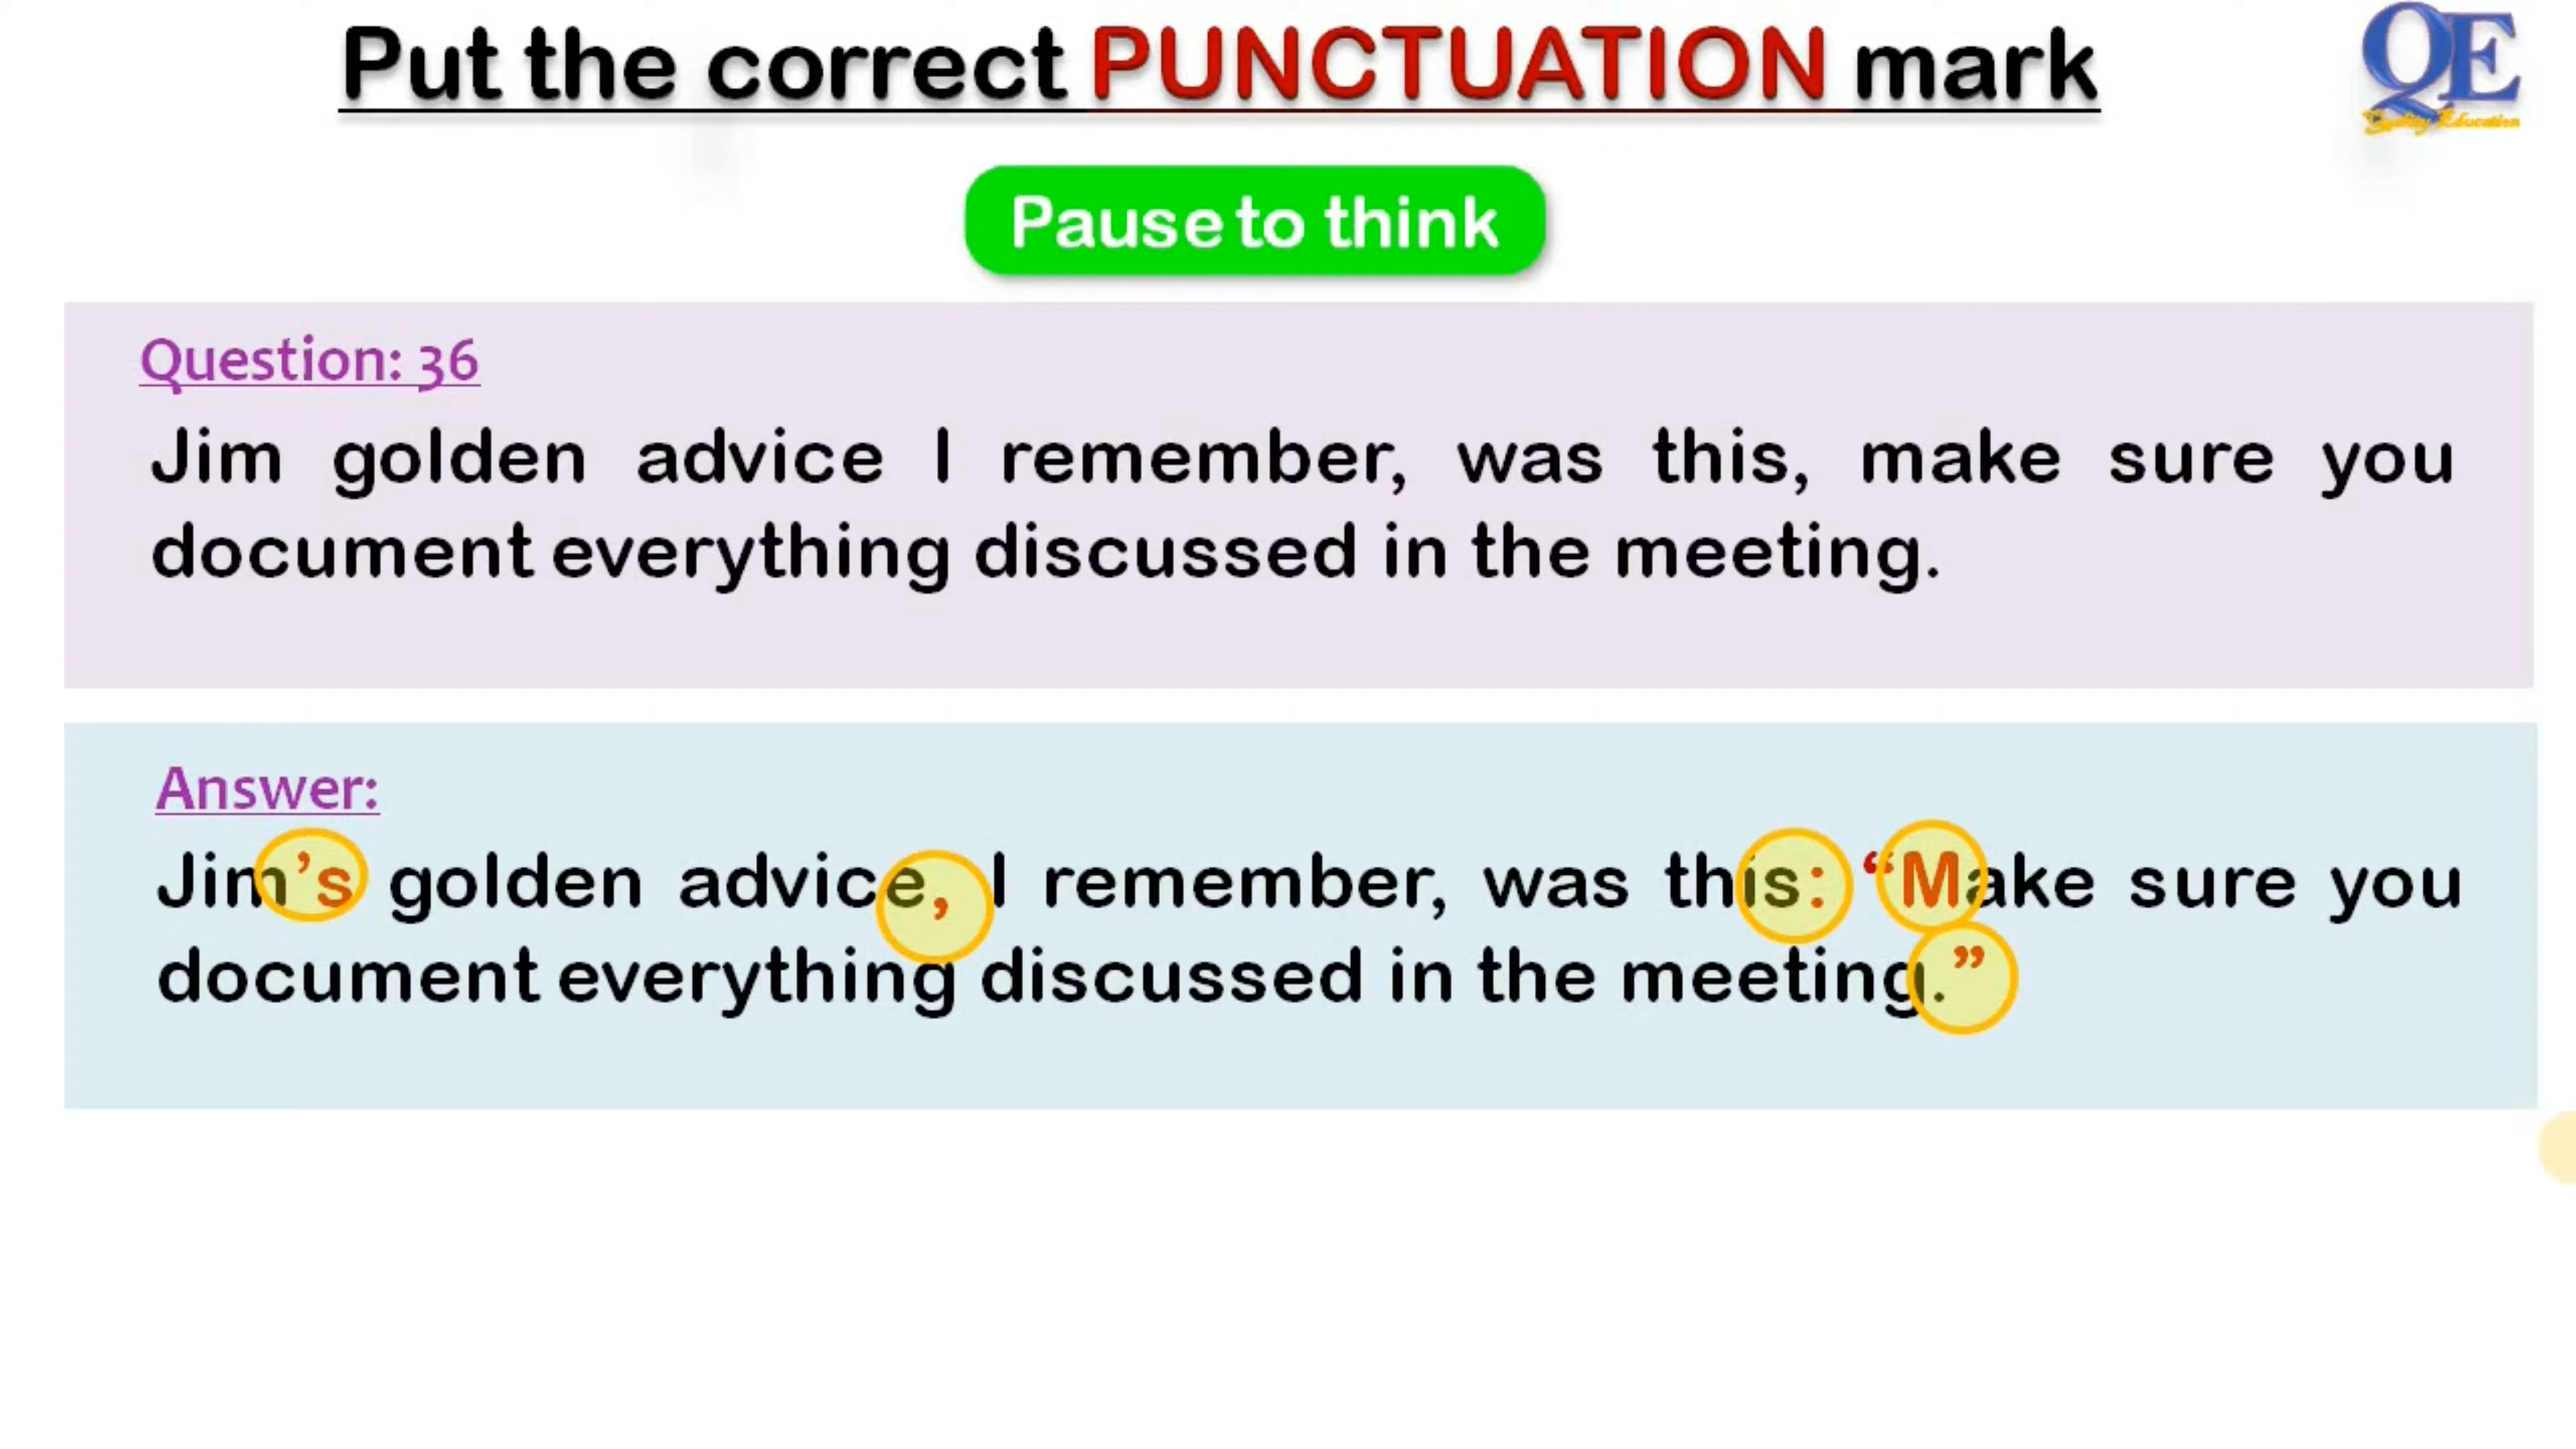 Put the correct PUNCTUATION mark
QE
Quality Education
Pause to think
Question: 36
Jim golden advice I remember, was this, make sure you
document everything discussed in the meeting.
Answer:
Jim’s golden advice, I remember, was this: “Make sure you
document everything discussed in the meeting.”